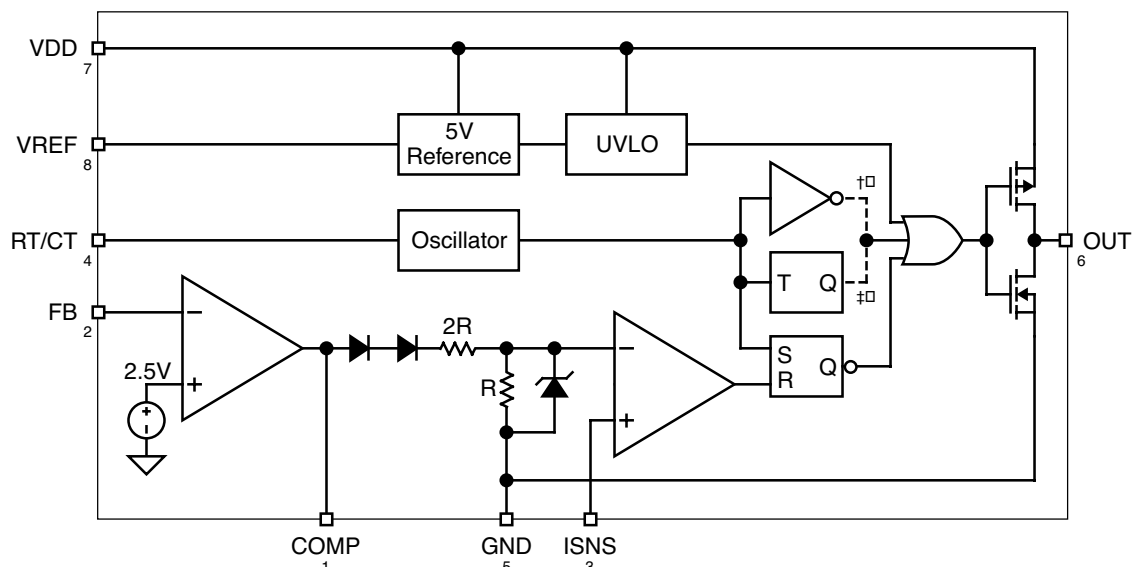 VDD
7
5V
Reference
UVLO
VREF
8
†□
RT/CT
4
Oscillator
OUT
6
T Q
‡□
FB
2
−
2R
2.5V
+
+
-
R
−
+
S
R
Q
COMP
1
GND
5
ISNS
3